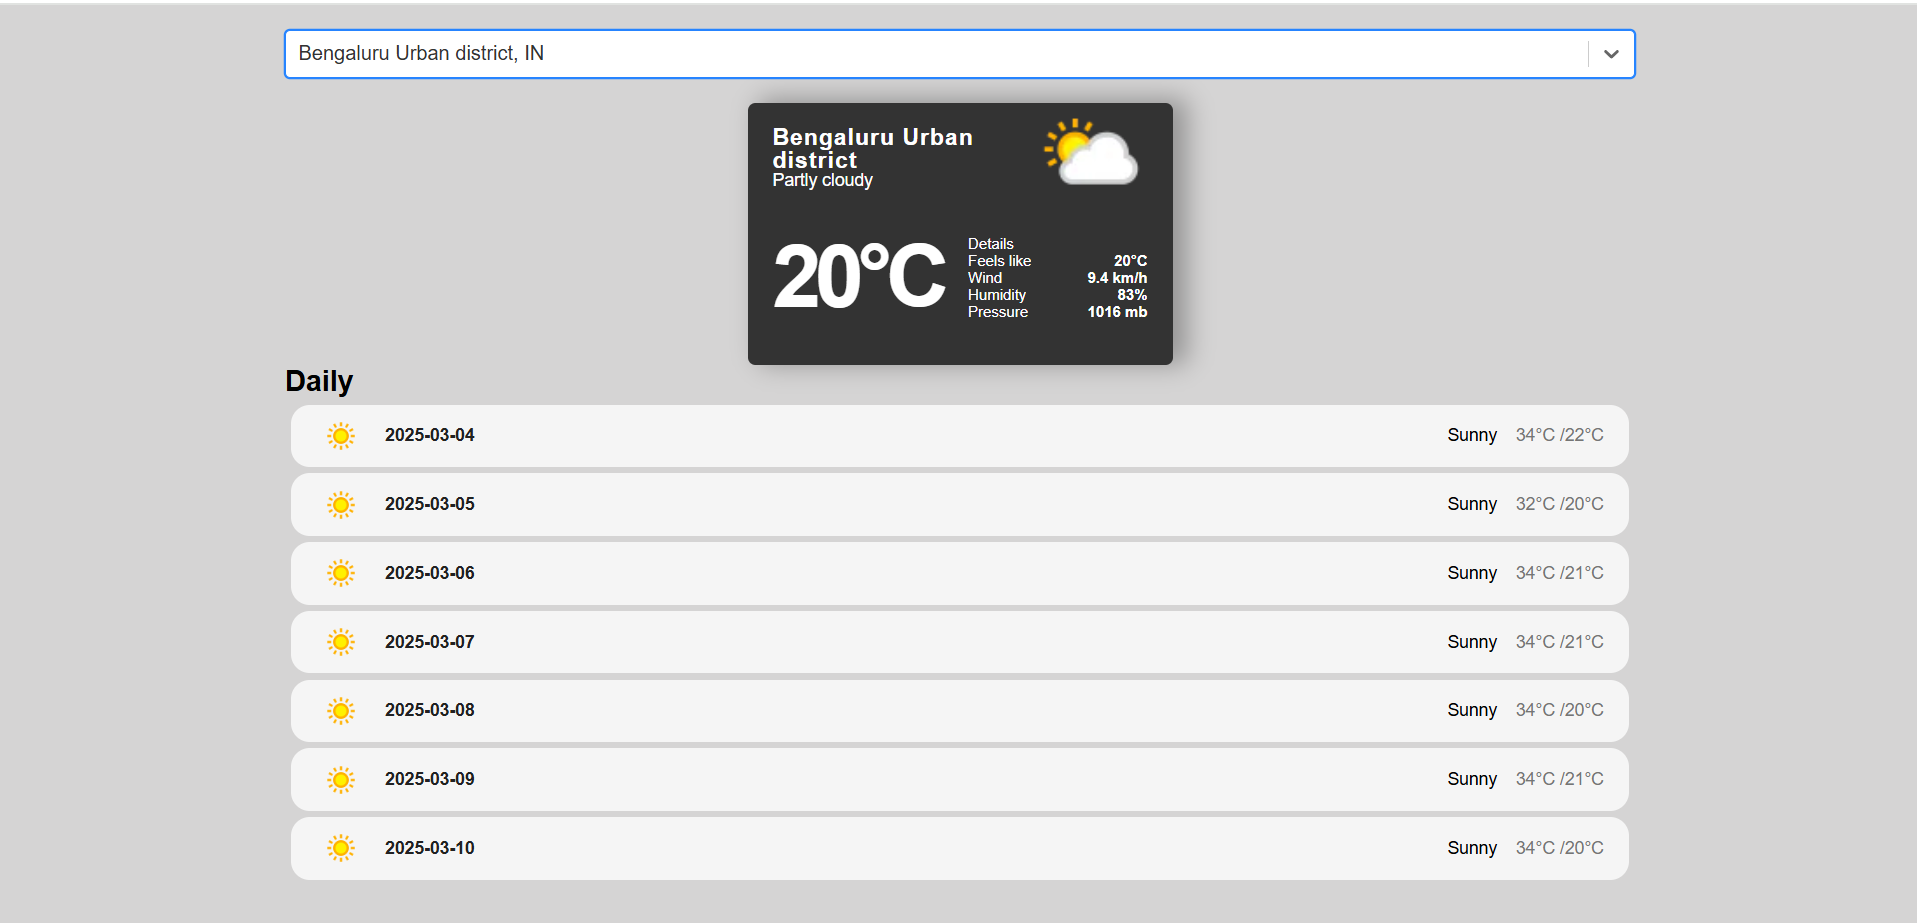 Bengaluru Urban district, IN
Bengaluru Urban
district
Partly cloudy
20°C
Details
Feels like 20°C
Wind 9.4 km/h
Humidity 83%
Pressure 1016 mb
Daily
2025-03-04 Sunny 34°C /22°C
2025-03-05 Sunny 32°C /20°C
2025-03-06 Sunny 34°C /21°C
2025-03-07 Sunny 34°C /21°C
2025-03-08 Sunny 34°C /20°C
2025-03-09 Sunny 34°C /21°C
2025-03-10 Sunny 34°C /20°C